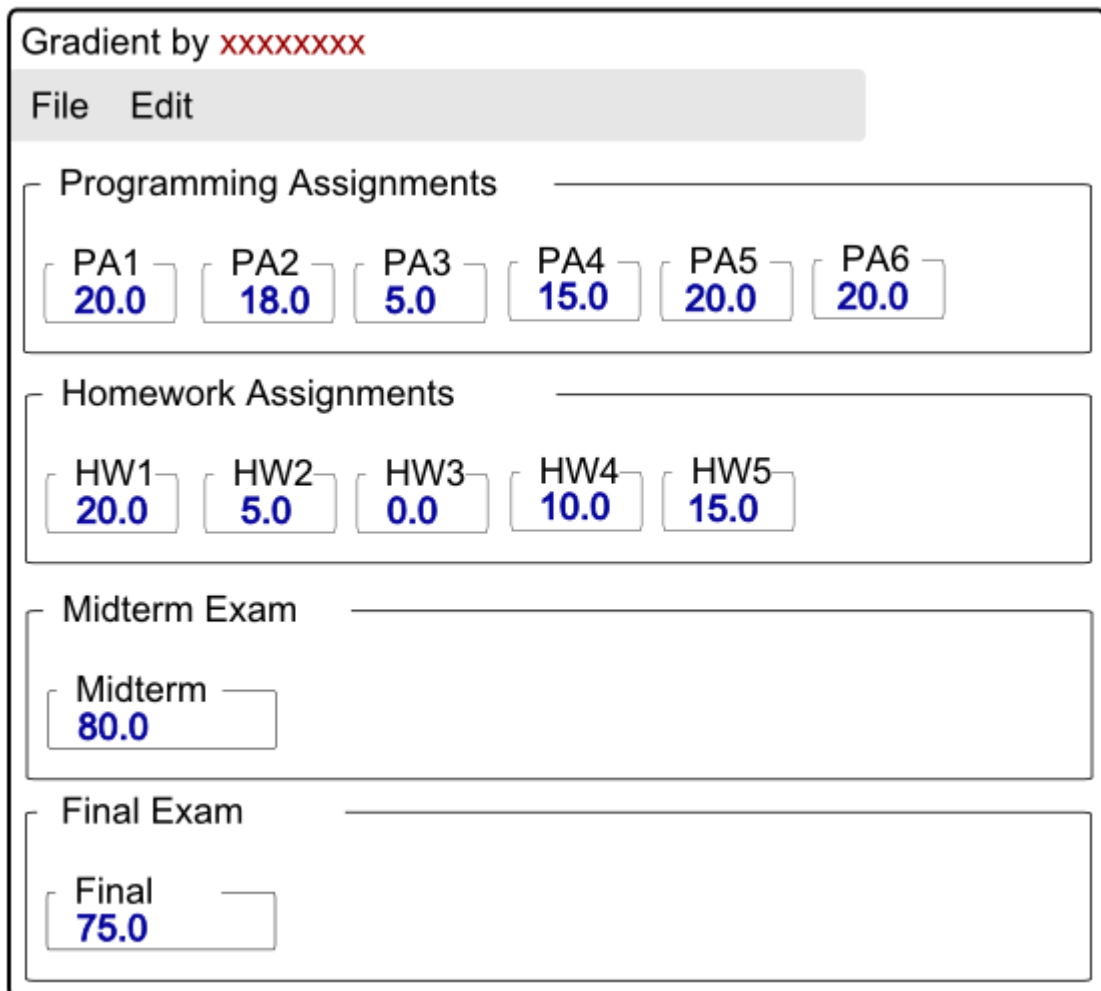 Gradient by xxxxxxxx
File Edit
Programming Assignments
PA1 PA2 PA3 PA4 PA5 PA6
20.0 18.0 5.0 15.0 20.0 20.0
Homework Assignments
HW1 HW2 HW3 HW4 HW5
20.0 5.0 0.0 10.0 15.0
Midterm Exam
Midterm
80.0
Final Exam
Final
75.0